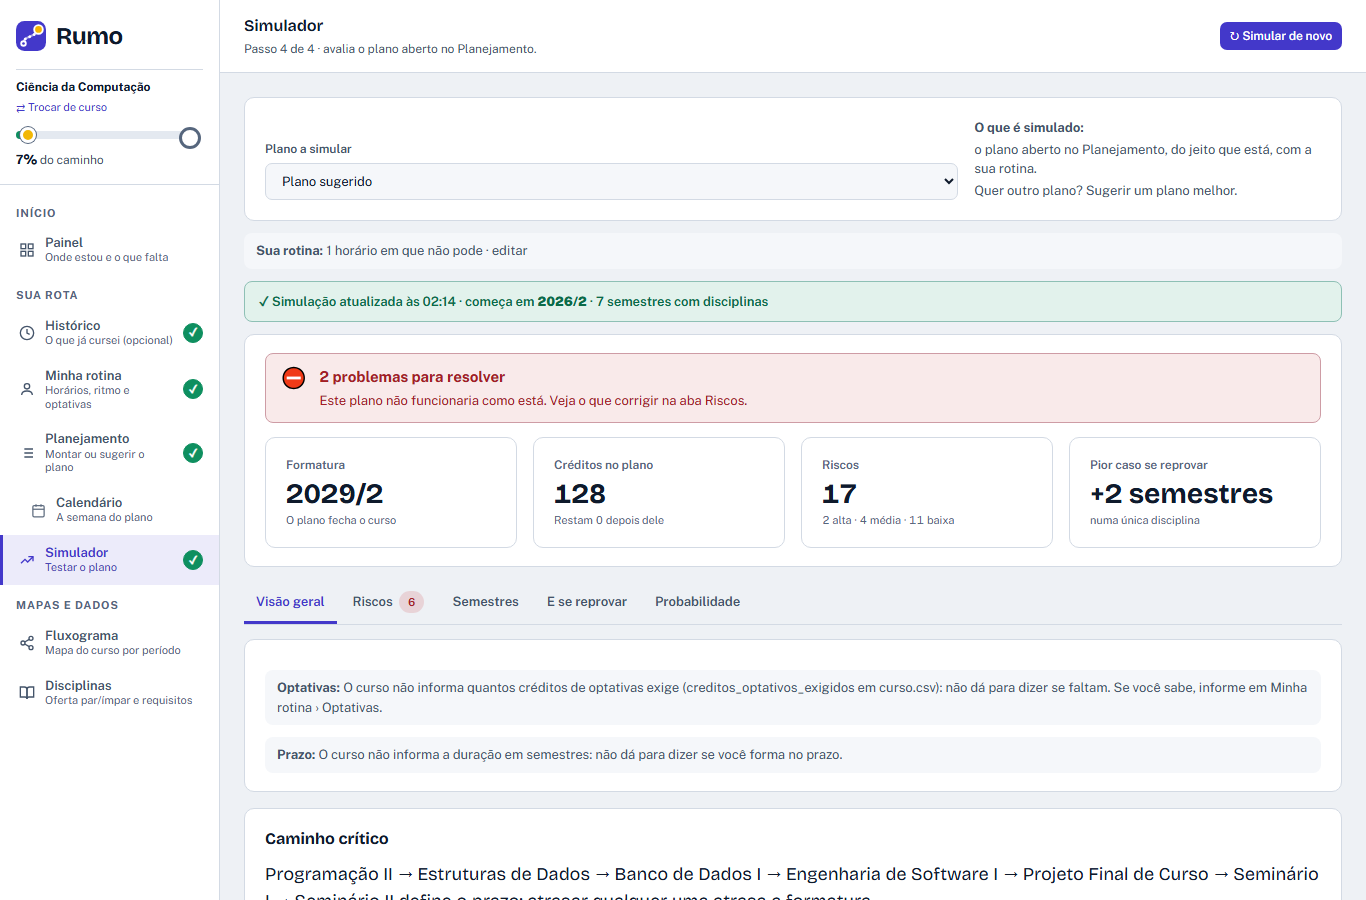 Rumo
Ciência da Computação
⇄ Trocar de curso
7% do caminho
INÍCIO
Painel
Onde estou e o que falta
SUA ROTA
Histórico
O que já cursei (opcional)
Minha rotina
Horários, ritmo e
optativas
Planejamento
Montar ou sugerir o
plano
Calendário
A semana do plano
Simulador
Testar o plano
MAPAS E DADOS
Fluxograma
Mapa do curso por período
Disciplinas
Oferta par/ímpar e requisitos
Simulador
Passo 4 de 4 · avalia o plano aberto no Planejamento.
↻ Simular de novo
Plano a simular
Plano sugerido
O que é simulado:
o plano aberto no Planejamento, do jeito que está, com a
sua rotina.
Quer outro plano? Sugerir um plano melhor.
Sua rotina: 1 horário em que não pode · editar
✓ Simulação atualizada às 02:14 · começa em 2026/2 · 7 semestres com disciplinas
2 problemas para resolver
Este plano não funcionaria como está. Veja o que corrigir na aba Riscos.
Formatura
2029/2
O plano fecha o curso
Créditos no plano
128
Restam 0 depois dele
Riscos
17
2 alta · 4 média · 11 baixa
Pior caso se reprovar
+2 semestres
numa única disciplina
Visão geral
Riscos 6
Semestres
E se reprovar
Probabilidade
Optativas: O curso não informa quantos créditos de optativas exige (creditos_optativos_exigidos em curso.csv): não dá para dizer se faltam. Se você sabe, informe em Minha
rotina › Optativas.
Prazo: O curso não informa a duração em semestres: não dá para dizer se você forma no prazo.
Caminho crítico
Programação II → Estruturas de Dados → Banco de Dados I → Engenharia de Software I → Projeto Final de Curso → Seminário
I → Seminário II define o prazo: atrasar qualquer uma atrasa a formatura.